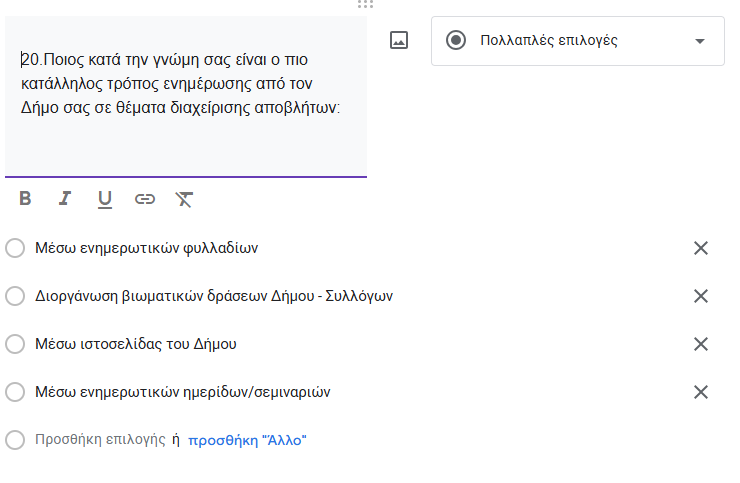 20.Ποιος κατά την γνώμη σας είναι ο πιο
κατάλληλος τρόπος ενημέρωσης από τον
Δήμο σας σε θέματα διαχείρισης αποβλήτων:
Πολλαπλές επιλογές
B I U
Μέσω ενημερωτικών φυλλαδίων
Διοργάνωση βιωματικών δράσεων Δήμου - Συλλόγων
Μέσω ιστοσελίδας του Δήμου
Μέσω ενημερωτικών ημερίδων/σεμιναριών
Προσθήκη επιλογής ή προσθήκη "Άλλο"